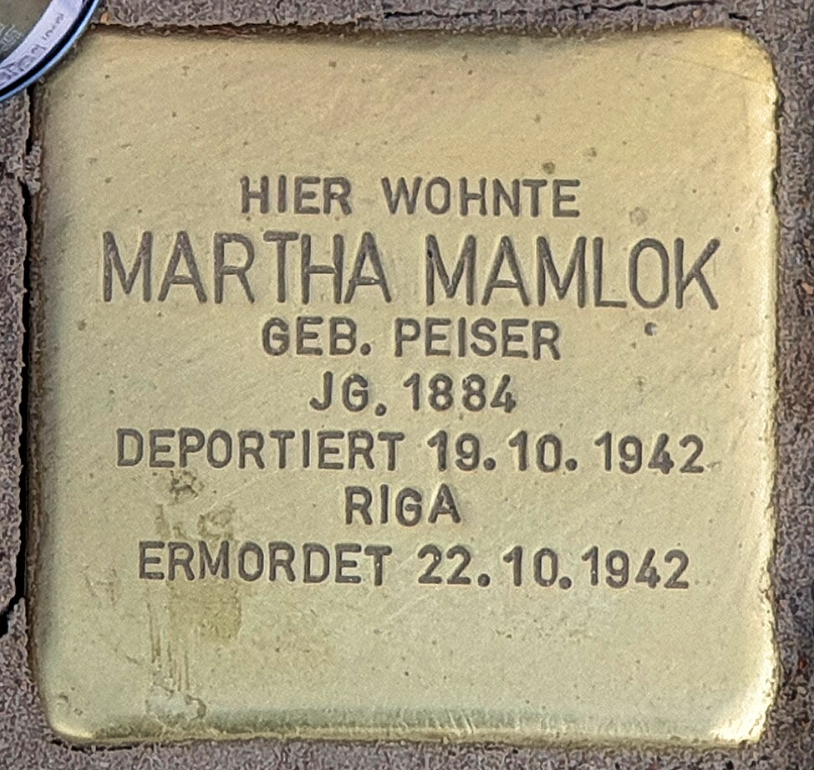 HIER WOHNTE
MARTHA MAMLOK
GEB. PEISER
JG. 1884
DEPORTIERT 19.10.1942
RIGA
ERMORDET 22.10.1942